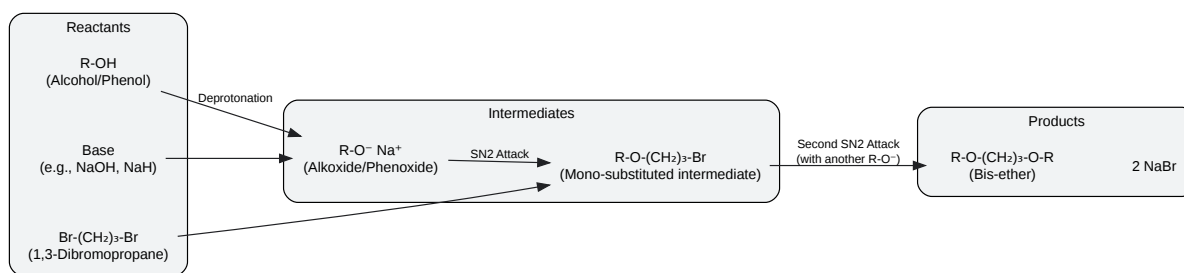 Reactants
R-OH
(Alcohol/Phenol)
Deprotonation
Base
(e.g., NaOH, NaH)
Br-(CH₂)₃-Br
(1,3-Dibromopropane)
Intermediates
R-O⁻ Na⁺
(Alkoxide/Phenoxide)
SN2 Attack
R-O-(CH₂)₃-Br
(Mono-substituted intermediate)
Second SN2 Attack
(with another R-O⁻)
Products
R-O-(CH₂)₃-O-R
(Bis-ether)
2 NaBr